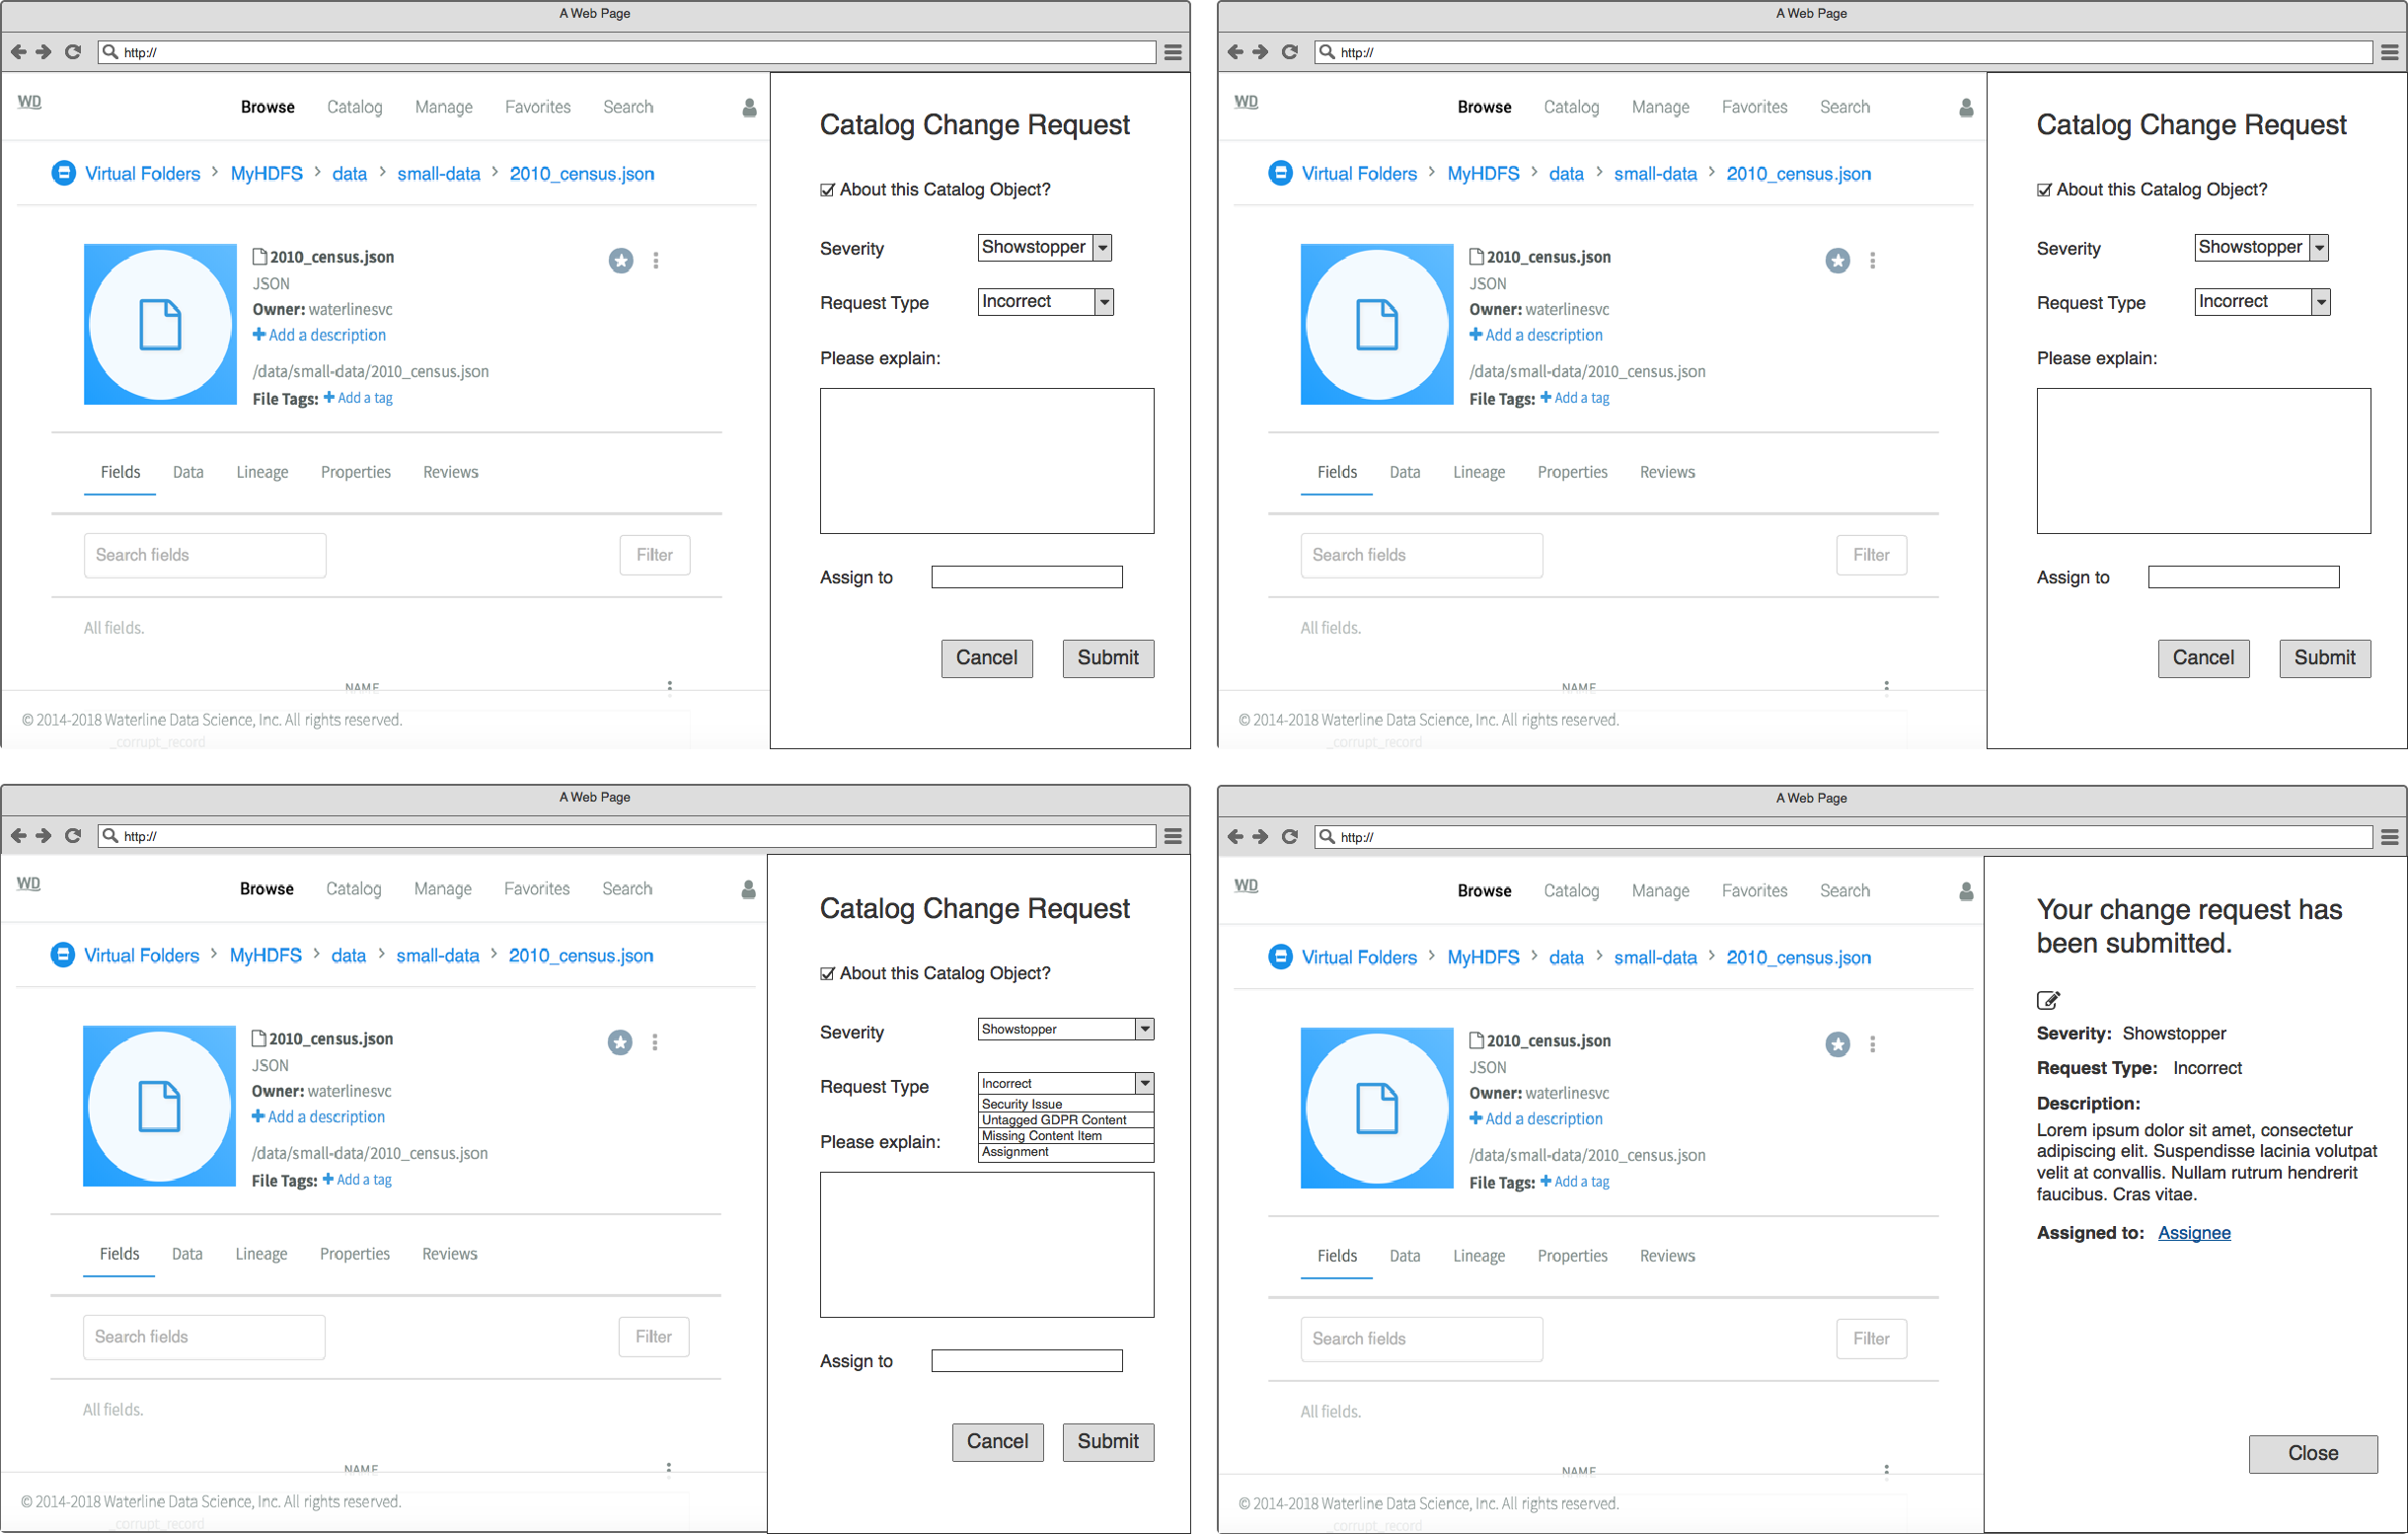 A Web Page
http://
WD
Browse Catalog Manage Favorites Search
Virtual Folders > MyHDFS > data > small-data > 2010_census.json
2010_census.json
JSON
Owner: waterlinesvc
+ Add a description
/data/small-data/2010_census.json
File Tags: + Add a tag
Fields Data Lineage Properties Reviews
Search fields Filter
All fields.
NAME
© 2014-2018 Waterline Data Science, Inc. All rights reserved.
_corrupt_record
Catalog Change Request
About this Catalog Object?
Severity Showstopper
Request Type Incorrect
Please explain:
Assign to
Cancel Submit
A Web Page
http://
WD
Browse Catalog Manage Favorites Search
Virtual Folders > MyHDFS > data > small-data > 2010_census.json
2010_census.json
JSON
Owner: waterlinesvc
+ Add a description
/data/small-data/2010_census.json
File Tags: + Add a tag
Fields Data Lineage Properties Reviews
Search fields Filter
All fields.
NAME
© 2014-2018 Waterline Data Science, Inc. All rights reserved.
_corrupt_record
Catalog Change Request
About this Catalog Object?
Severity Showstopper
Request Type Incorrect
Please explain:
Assign to
Cancel Submit
A Web Page
http://
WD
Browse Catalog Manage Favorites Search
Virtual Folders > MyHDFS > data > small-data > 2010_census.json
2010_census.json
JSON
Owner: waterlinesvc
+ Add a description
/data/small-data/2010_census.json
File Tags: + Add a tag
Fields Data Lineage Properties Reviews
Search fields Filter
All fields.
NAME
© 2014-2018 Waterline Data Science, Inc. All rights reserved.
_corrupt_record
Catalog Change Request
About this Catalog Object?
Severity Showstopper
Request Type Incorrect
Security Issue
Untagged GDPR Content
Missing Content Item
Assignment
Please explain:
Assign to
Cancel Submit
A Web Page
http://
WD
Browse Catalog Manage Favorites Search
Virtual Folders > MyHDFS > data > small-data > 2010_census.json
2010_census.json
JSON
Owner: waterlinesvc
+ Add a description
/data/small-data/2010_census.json
File Tags: + Add a tag
Fields Data Lineage Properties Reviews
Search fields Filter
All fields.
NAME
© 2014-2018 Waterline Data Science, Inc. All rights reserved.
_corrupt_record
Your change request has
been submitted.
Severity: Showstopper
Request Type: Incorrect
Description:
Lorem ipsum dolor sit amet, consectetur
adipiscing elit. Suspendisse lacinia volutpat
velit at convallis. Nullam rutrum hendrerit
faucibus. Cras vitae.
Assigned to: Assignee
Close